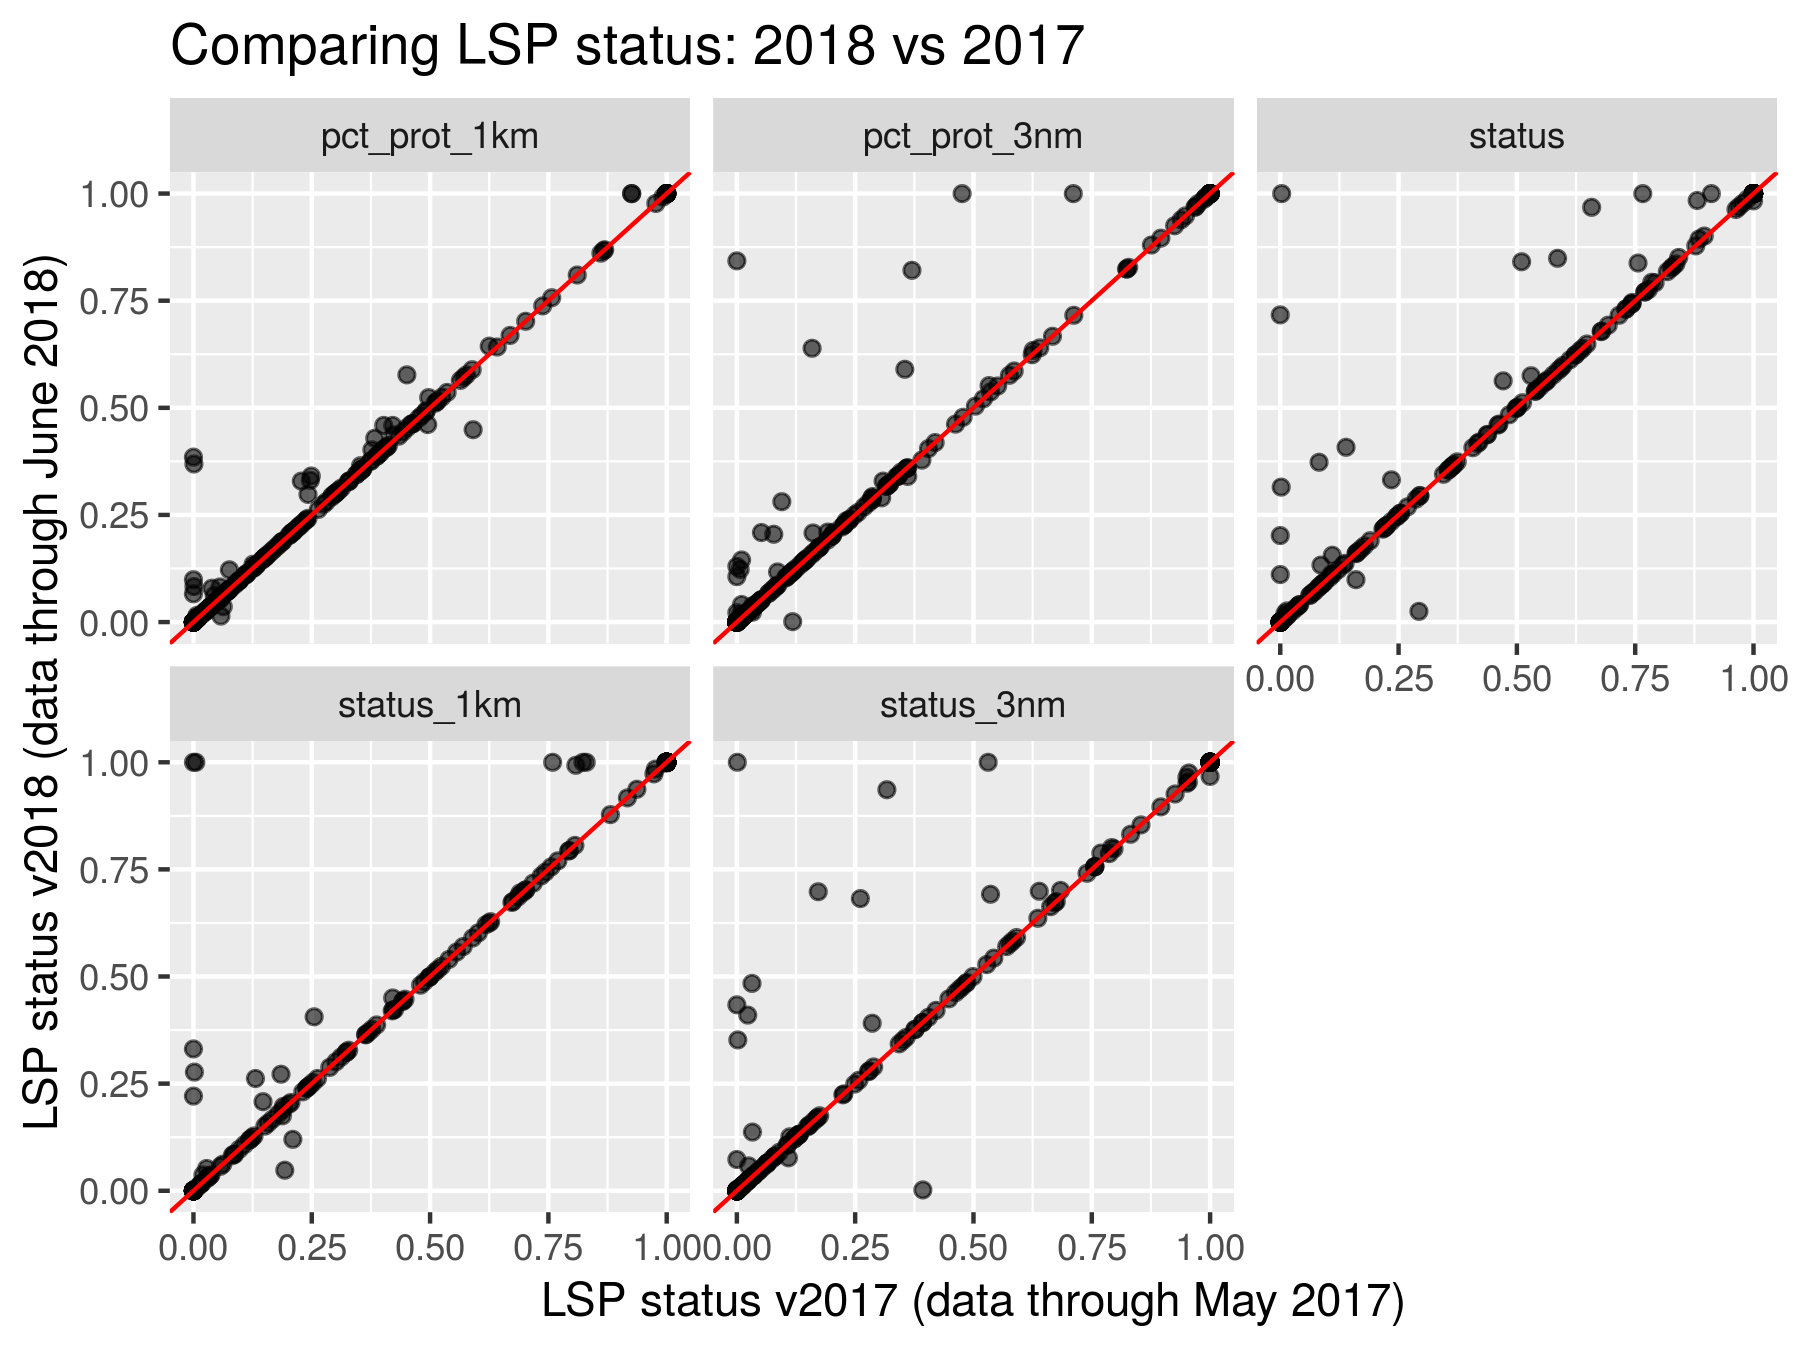 Comparing LSP status: 2018 vs 2017
pct_prot_1km
pct_prot_3nm
status
1.00
0.75
0.50
0.25
0.00
0.00 0.25 0.50 0.75 1.00
status_1km
status_3nm
1.00
0.75
0.50
0.25
0.00
0.00 0.25 0.50 0.75 1.00
0.00 0.25 0.50 0.75 1.00
LSP status v2017 (data through May 2017)
LSP status v2018 (data through June 2018)